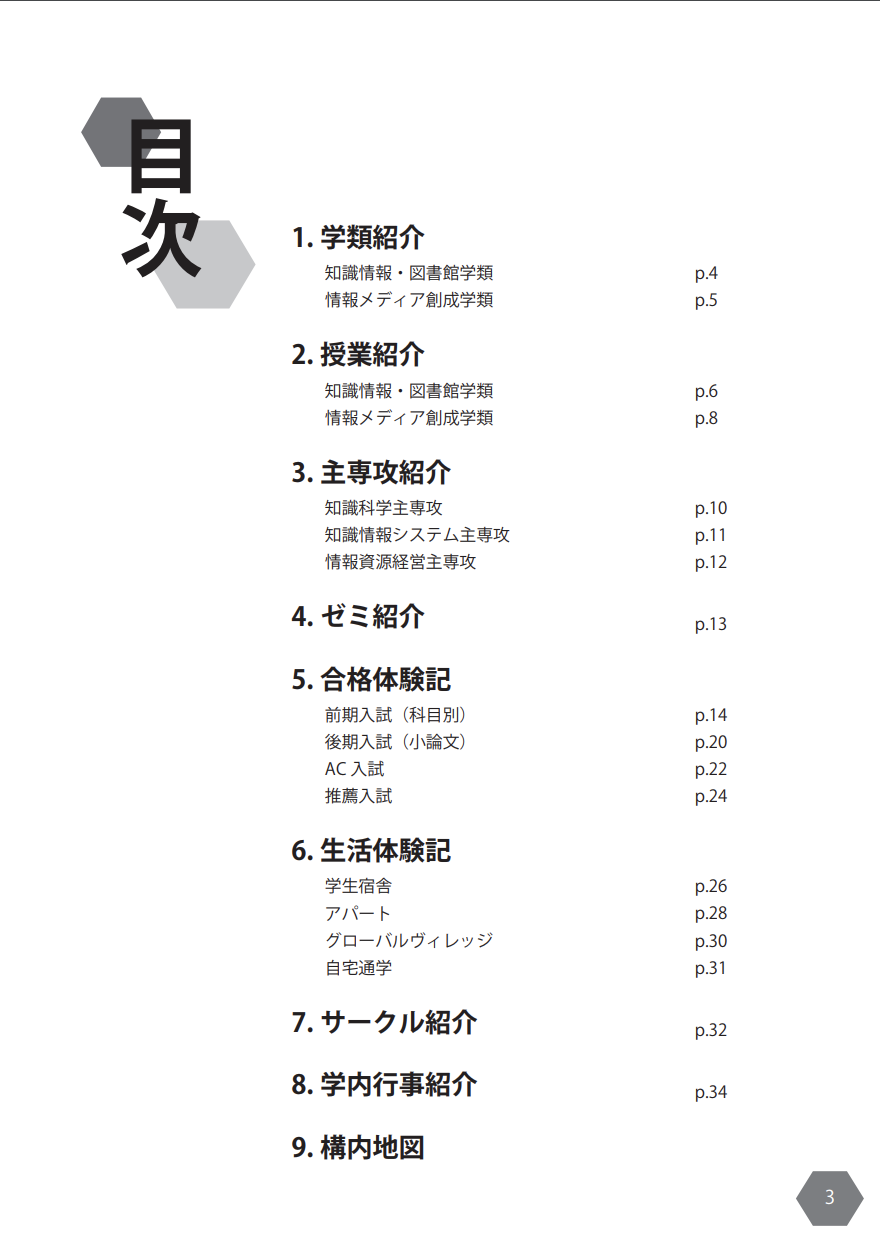 目次
1. 学類紹介
知識情報・図書館学類 p.4
情報メディア創成学類 p.5
2. 授業紹介
知識情報・図書館学類 p.6
情報メディア創成学類 p.8
3. 主専攻紹介
知識科学主専攻 p.10
知識情報システム主専攻 p.11
情報資源経営主専攻 p.12
4. ゼミ紹介 p.13
5. 合格体験記
前期入試（科目別） p.14
後期入試（小論文） p.20
AC 入試 p.22
推薦入試 p.24
6. 生活体験記
学生宿舎 p.26
アパート p.28
グローバルヴィレッジ p.30
自宅通学 p.31
7. サークル紹介 p.32
8. 学内行事紹介 p.34
9. 構内地図
3